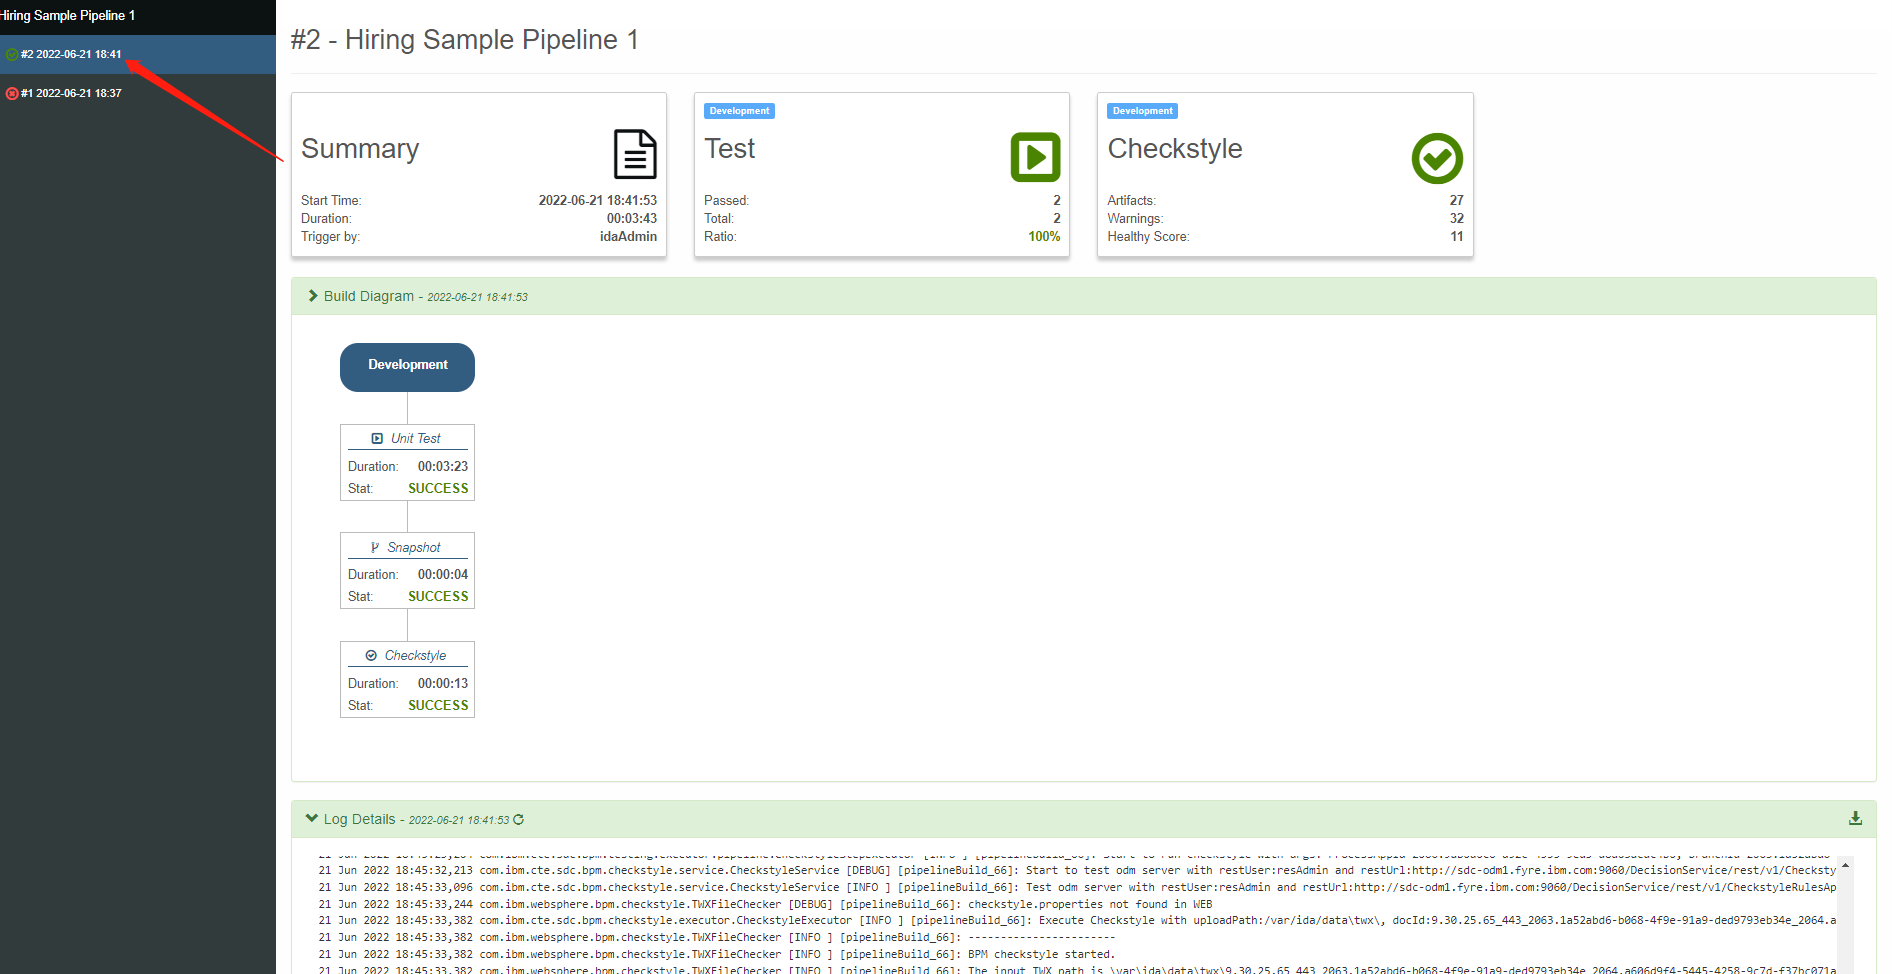 Hiring Sample Pipeline 1
#2 2022-06-21 18:41
#1 2022-06-21 18:37
#2 - Hiring Sample Pipeline 1
Summary
Start Time: 2022-06-21 18:41:53
Duration: 00:03:43
Trigger by: idaAdmin
Development
Test
Passed: 2
Total: 2
Ratio: 100%
Development
Checkstyle
Artifacts: 27
Warnings: 32
Healthy Score: 11
Build Diagram - 2022-06-21 18:41:53
Development
Unit Test
Duration: 00:03:23
Stat: SUCCESS
Snapshot
Duration: 00:00:04
Stat: SUCCESS
Checkstyle
Duration: 00:00:13
Stat: SUCCESS
Log Details - 2022-06-21 18:41:53
21 Jun 2022 18:45:32,213 com.ibm.cte.sdc.bpm.checkstyle.service.CheckstyleService [DEBUG] [pipelineBuild_66]: Start to test odm server with restUser:resAdmin and restUrl:http://sdc-odm1.fyre.ibm.com:9060/DecisionService/rest/v1/Checksty
21 Jun 2022 18:45:33,096 com.ibm.cte.sdc.bpm.checkstyle.service.CheckstyleService [INFO ] [pipelineBuild_66]: Test odm server with restUser:resAdmin and restUrl:http://sdc-odm1.fyre.ibm.com:9060/DecisionService/rest/v1/CheckstyleRulesAp
21 Jun 2022 18:45:33,244 com.ibm.websphere.bpm.checkstyle.TWXFileChecker [DEBUG] [pipelineBuild_66]: checkstyle.properties not found in WEB
21 Jun 2022 18:45:33,382 com.ibm.cte.sdc.bpm.checkstyle.executor.CheckstyleExecutor [INFO ] [pipelineBuild_66]: Execute Checkstyle with uploadPath:/var/ida/data\twx\, docId:9.30.25.65_443_2063.1a52abd6-b068-4f9e-91a9-ded9793eb34e_2064.a
21 Jun 2022 18:45:33,382 com.ibm.websphere.bpm.checkstyle.TWXFileChecker [INFO ] [pipelineBuild_66]: -----------------------
21 Jun 2022 18:45:33,382 com.ibm.websphere.bpm.checkstyle.TWXFileChecker [INFO ] [pipelineBuild_66]: BPM checkstyle started.
21 Jun 2022 18:45:33,382 com.ibm.websphere.bpm.checkstyle.TWXFileChecker [INFO ] [pipelineBuild_66]: The input TWX path is \var\ida\data\twx\9.30.25.65_443_2063.1a52abd6-b068-4f9e-91a9-ded9793eb34e_2064.a606d9f4-5445-4258-9c7d-f37bc071a